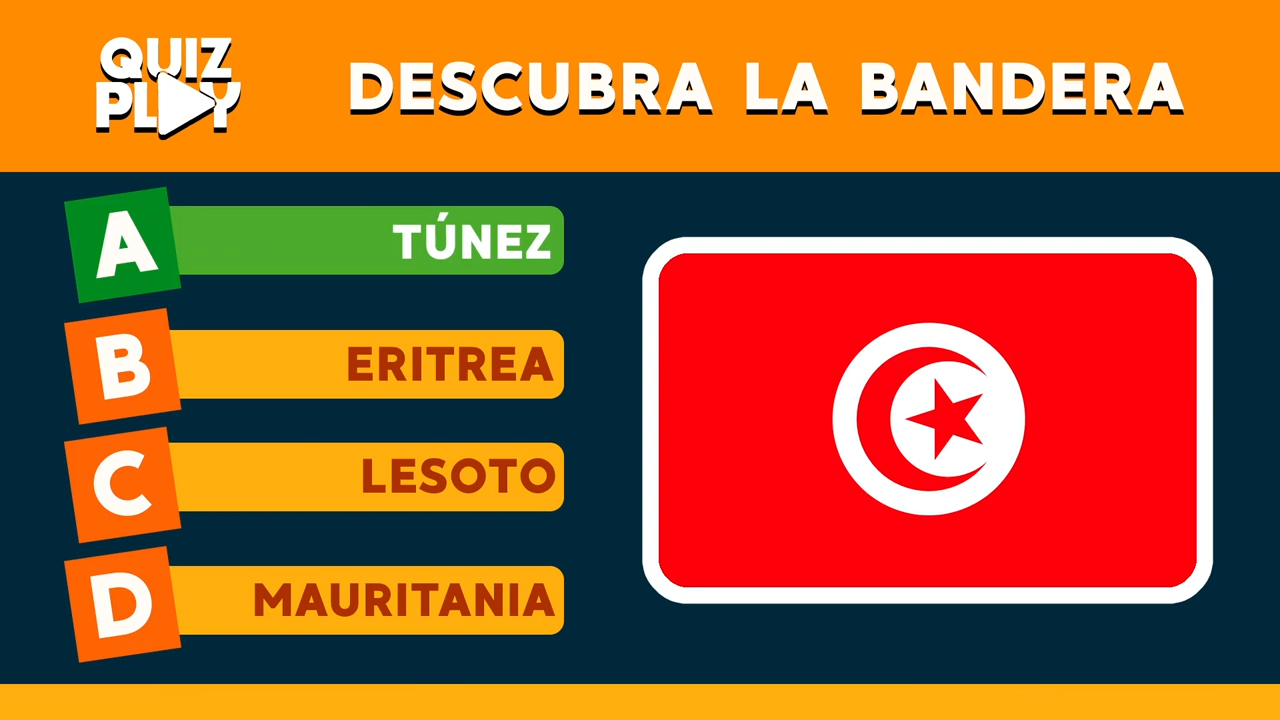 QUIZ
PLAY
DESCUBRA LA BANDERA
A
TÚNEZ
B
ERITREA
C
LESOTO
D
MAURITANIA